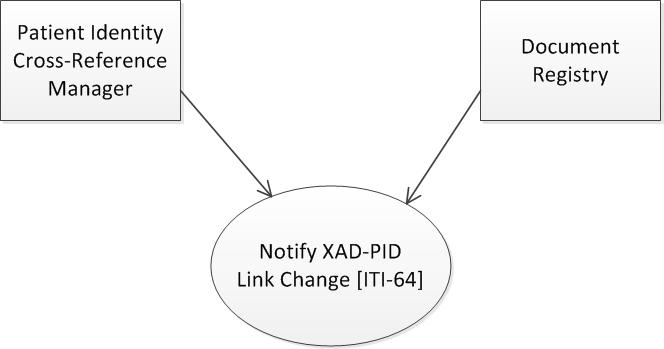 Patient Identity
Cross-Reference
Manager
Document
Registry
Notify XAD-PID
Link Change [ITI-64]